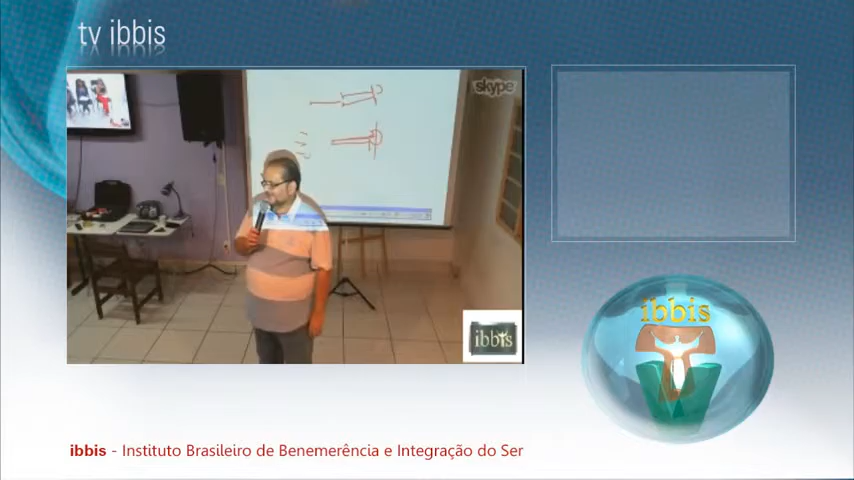 tv ibbis
skype
ibbis
ibbis
ibbis - Instituto Brasileiro de Benemerência e Integração do Ser